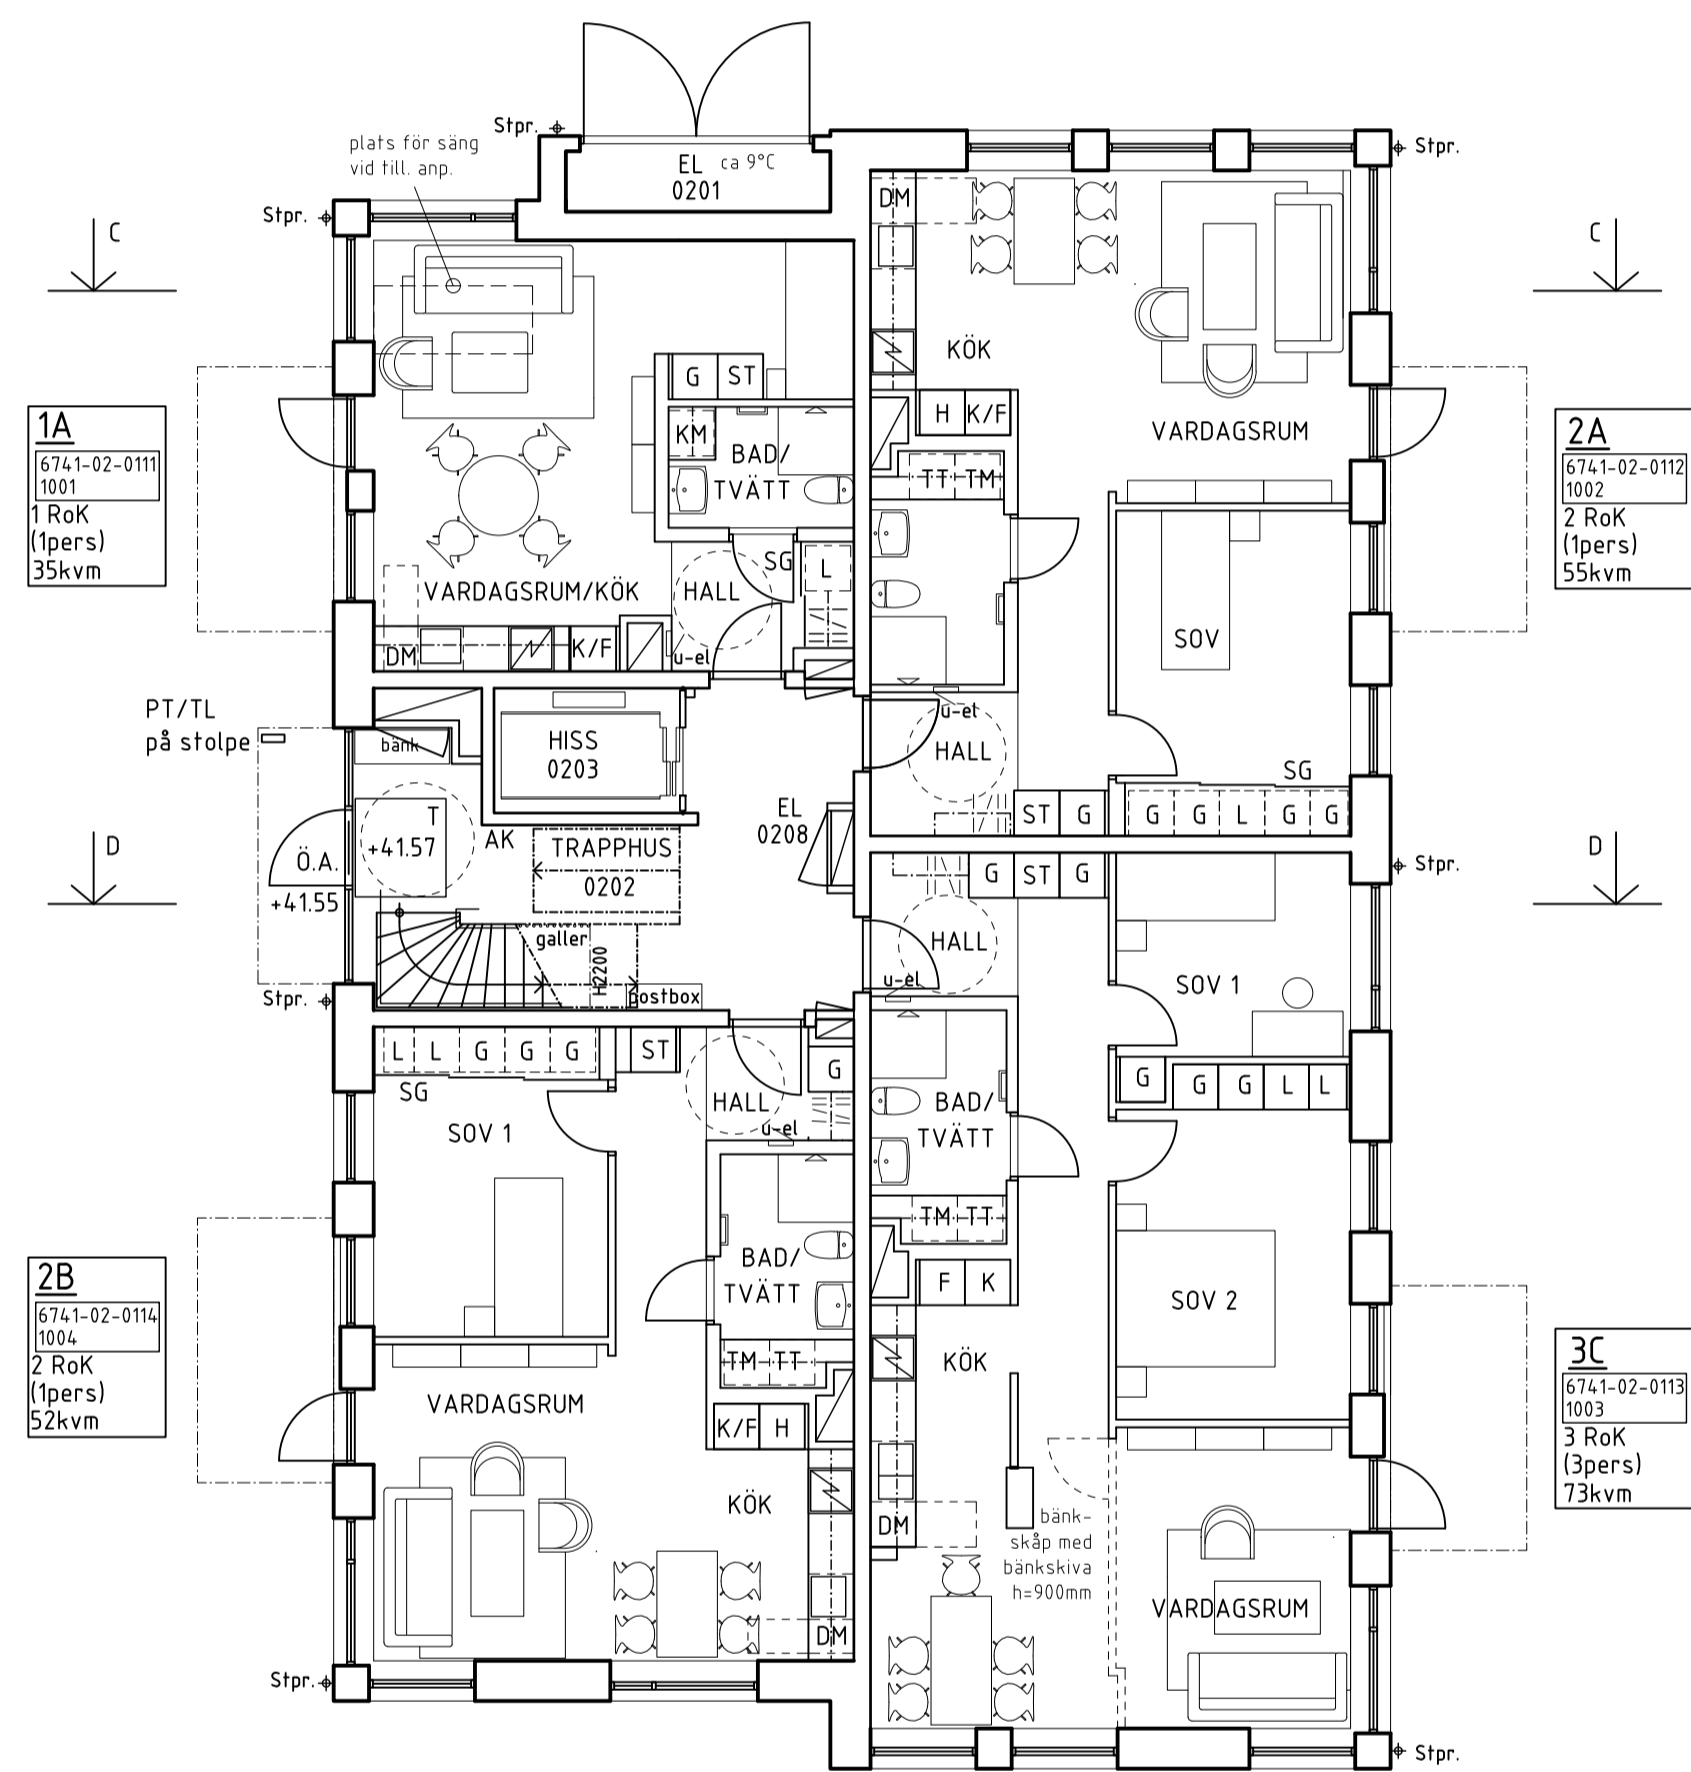 Stpr.
plats för säng
vid till. anp.
EL ca 9°C
0201
Stpr.
Stpr.
C
C
DM
KÖK
H K/F
VARDAGSRUM
TT TM
G ST
KM
BAD/
TVÄTT
SG
L
HALL
VARDAGSRUM/KÖK
DM
K/F
u-el
1A
6741-02-0111
1001
1 RoK
(1pers)
35kvm
2A
6741-02-0112
1002
2 RoK
(1pers)
55kvm
SOV
u-el
HALL
SG
ST G
G G L G G
PT/TL
på stolpe
bänk
HISS
0203
EL
0208
T
+41.57
AK
TRAPPHUS
0202
Ö.A.
+41.55
D
D
Stpr.
galler
H2200
postbox
Stpr.
G ST G
HALL
u-el
SOV 1
L L G G G
SG
ST
G
HALL
u-el
SOV 1
BAD/
TVÄTT
G
G G L L
TM TT
F K
SOV 2
KÖK
BAD/
TVÄTT
TM TT
K/F H
VARDAGSRUM
KÖK
DM
2B
6741-02-0114
1004
2 RoK
(1pers)
52kvm
3C
6741-02-0113
1003
3 RoK
(3pers)
73kvm
DM
bänk-
skåp med
bänkskiva
h=900mm
VARDAGSRUM
Stpr.
Stpr.